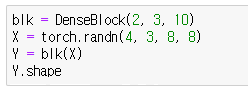 blk = DenseBlock(2, 3, 10)
X = torch.randn(4, 3, 8, 8)
Y = blk(X)
Y.shape